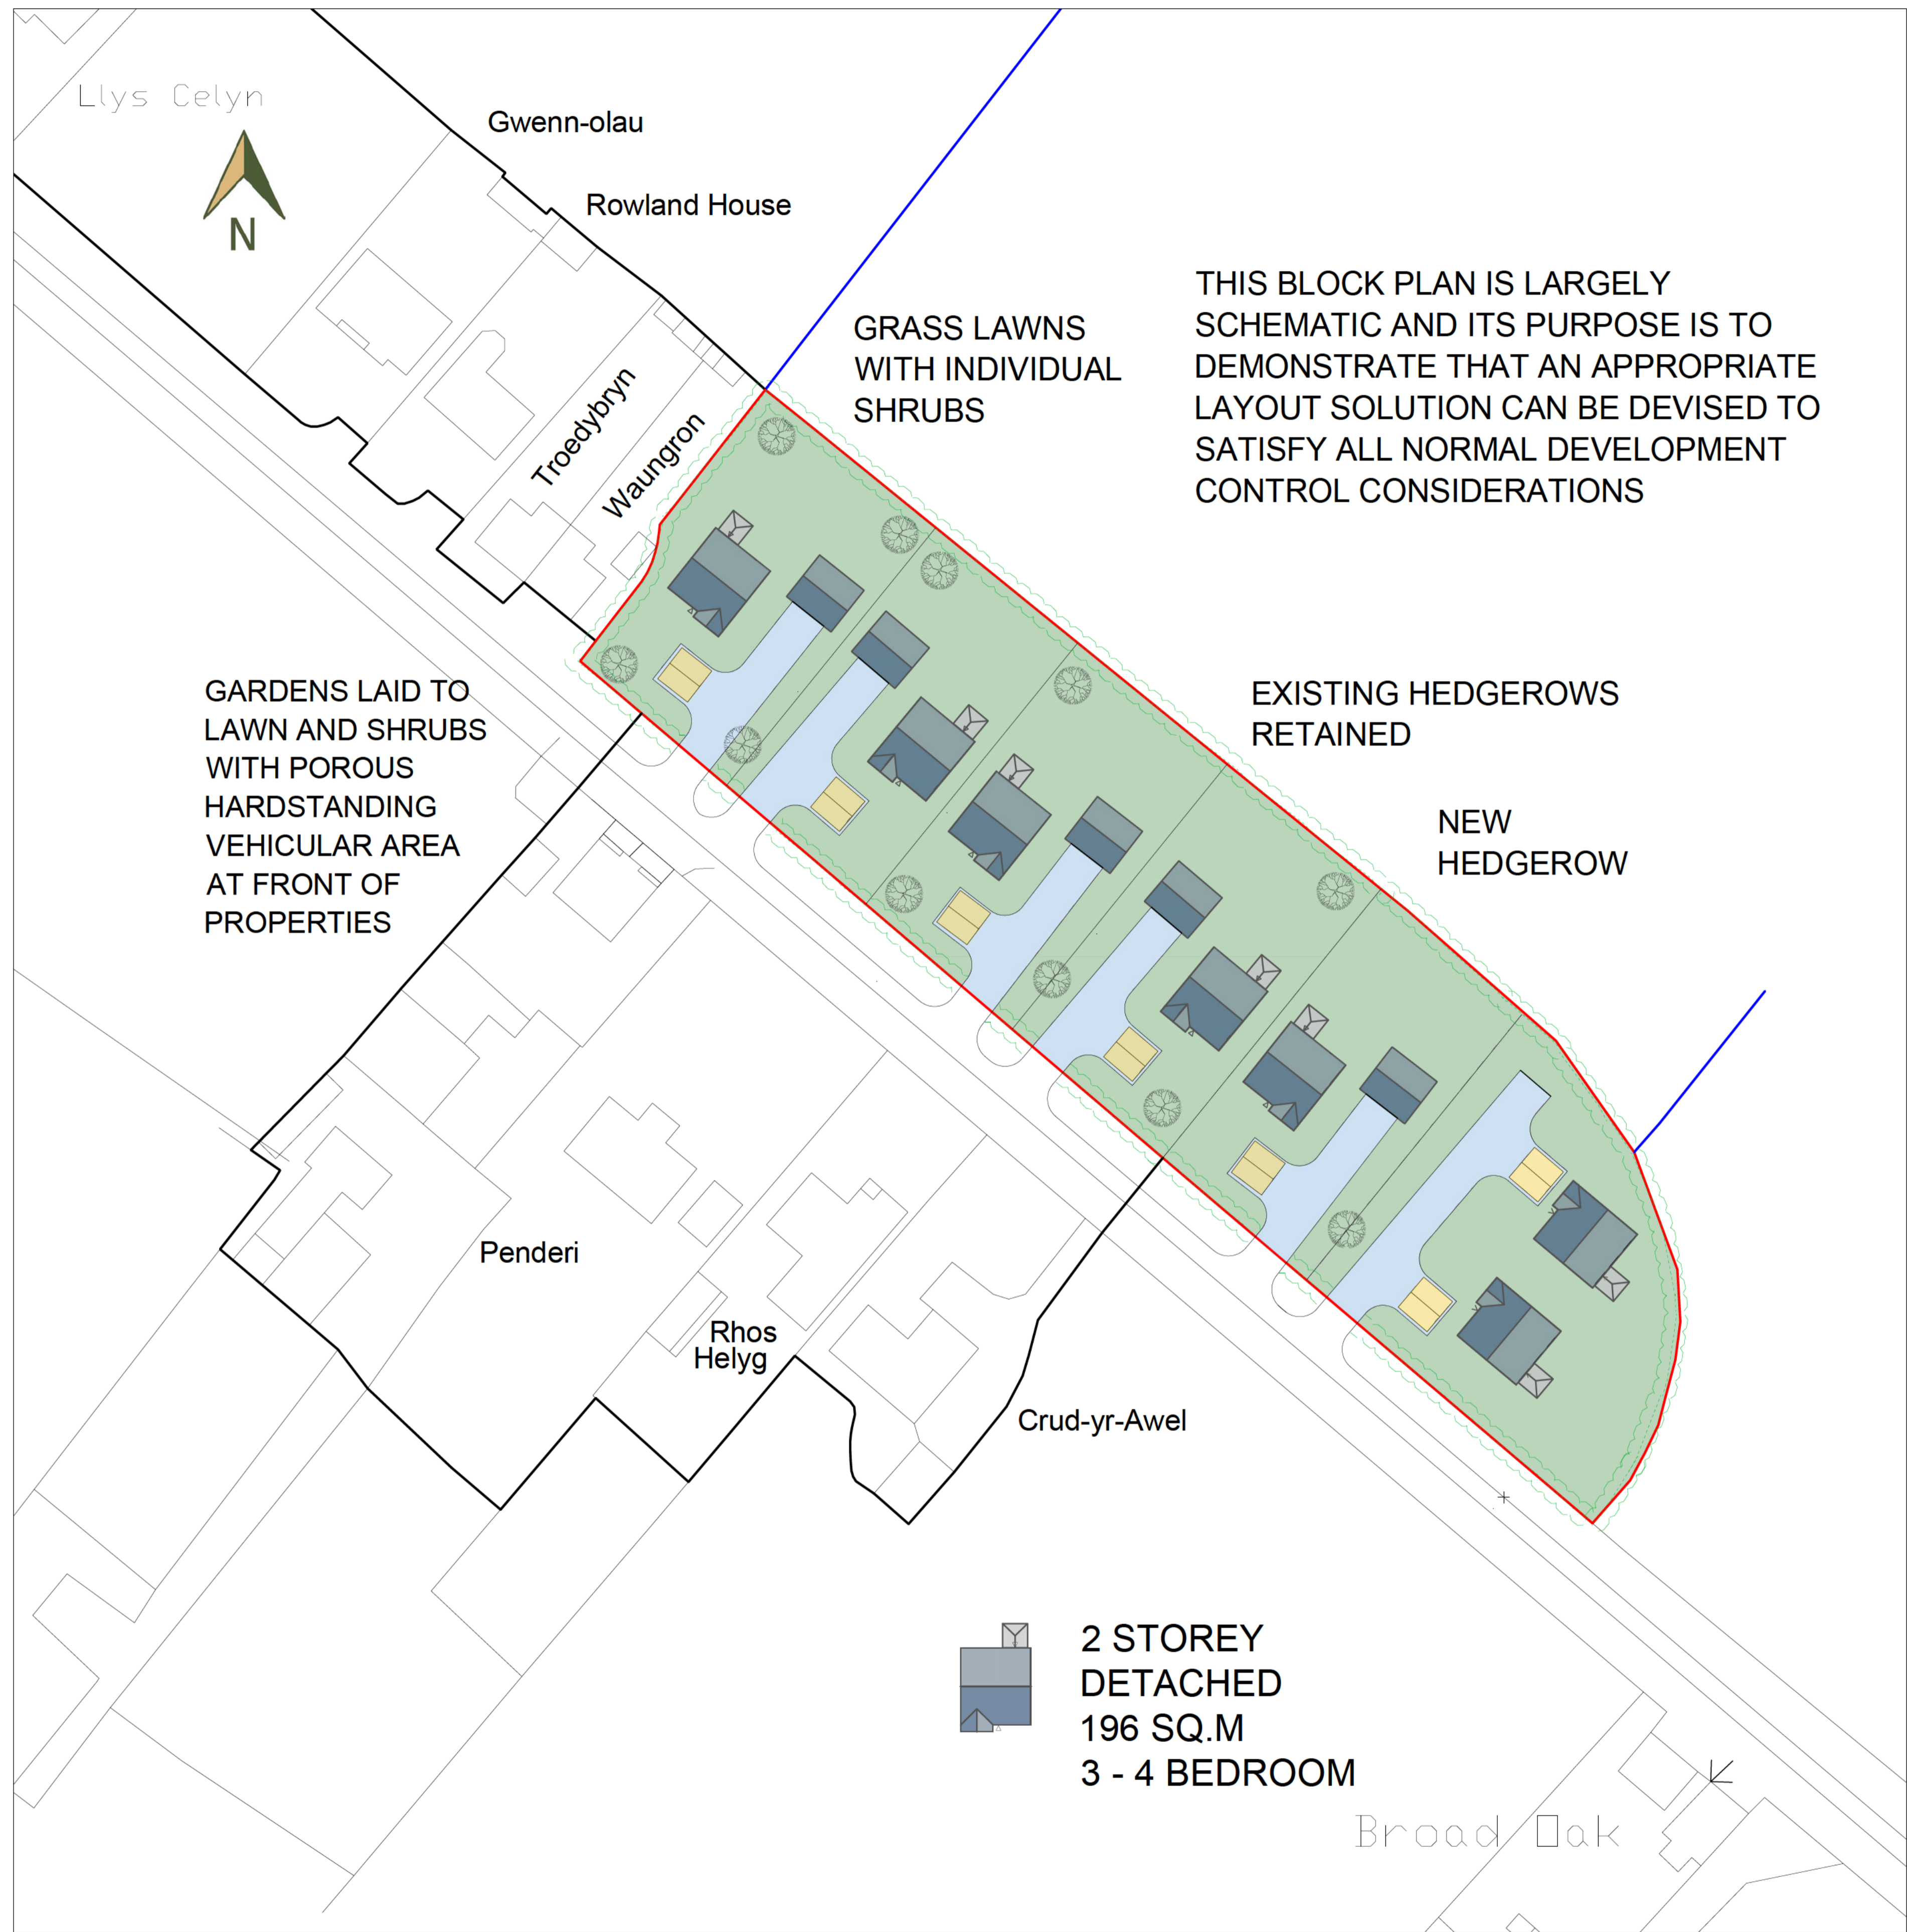 Llys Celyn
N
Gwenn-olau
Rowland House
Troedybryn
Waungron
GRASS LAWNS
WITH INDIVIDUAL
SHRUBS
THIS BLOCK PLAN IS LARGELY
SCHEMATIC AND ITS PURPOSE IS TO
DEMONSTRATE THAT AN APPROPRIATE
LAYOUT SOLUTION CAN BE DEVISED TO
SATISFY ALL NORMAL DEVELOPMENT
CONTROL CONSIDERATIONS
GARDENS LAID TO
LAWN AND SHRUBS
WITH POROUS
HARDSTANDING
VEHICULAR AREA
AT FRONT OF
PROPERTIES
EXISTING HEDGEROWS
RETAINED
NEW
HEDGEROW
Penderi
Rhos
Helyg
Crud-yr-Awel
2 STOREY
DETACHED
196 SQ.M
3 - 4 BEDROOM
Broad Oak